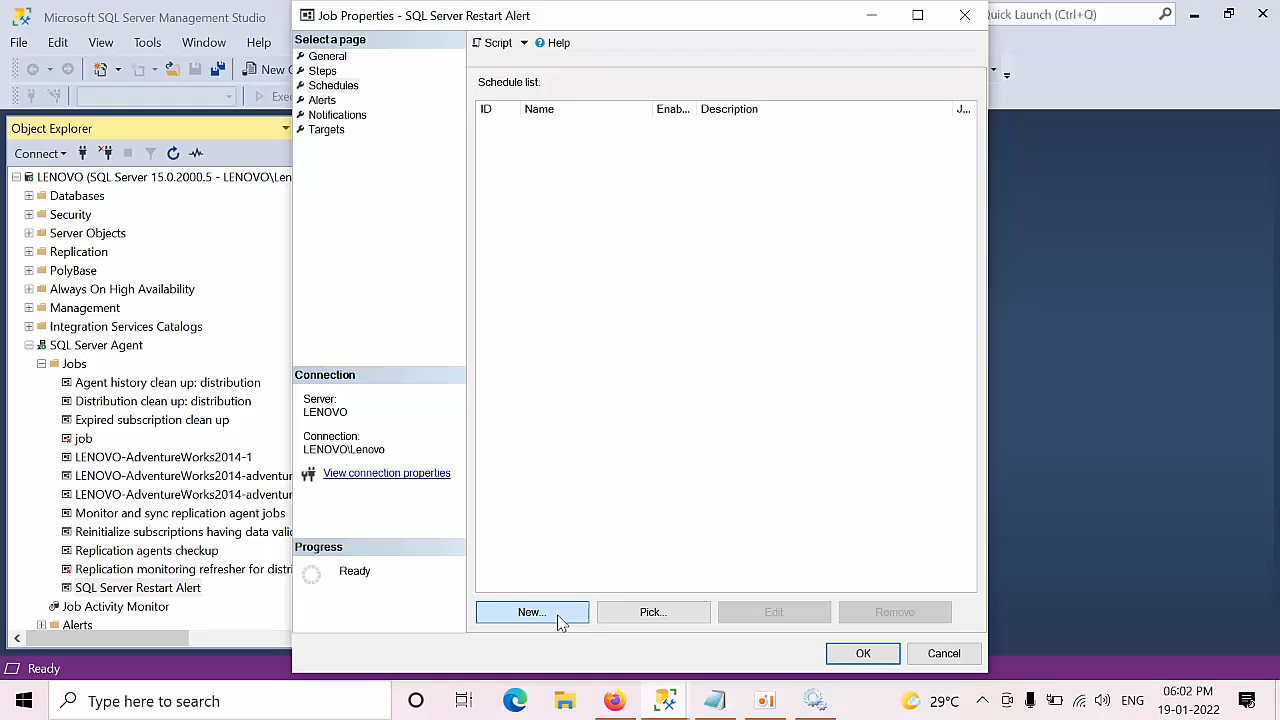 Microsoft SQL Server Management Studio
Quick Launch (Ctrl+Q)
File Edit View Tools Window Help
New
Exec
Object Explorer
Connect
LENOVO (SQL Server 15.0.2000.5 - LENOVO\Len
Databases
Security
Server Objects
Replication
PolyBase
Always On High Availability
Management
Integration Services Catalogs
SQL Server Agent
Jobs
Agent history clean up: distribution
Distribution clean up: distribution
Expired subscription clean up
job
LENOVO-AdventureWorks2014-1
LENOVO-AdventureWorks2014-adventur
LENOVO-AdventureWorks2014-adventur
Monitor and sync replication agent jobs
Reinitialize subscriptions having data valid
Replication agents checkup
Replication monitoring refresher for distri
SQL Server Restart Alert
Job Activity Monitor
Alerts
Ready
Job Properties - SQL Server Restart Alert
Select a page
General
Steps
Schedules
Alerts
Notifications
Targets
Connection
Server:
LENOVO
Connection:
LENOVO\Lenovo
View connection properties
Progress
Ready
Script Help
Schedule list:
ID Name Enab... Description J...
New... Pick... Edit Remove
OK Cancel
Type here to search
29°C
ENG
06:02 PM
19-01-2022